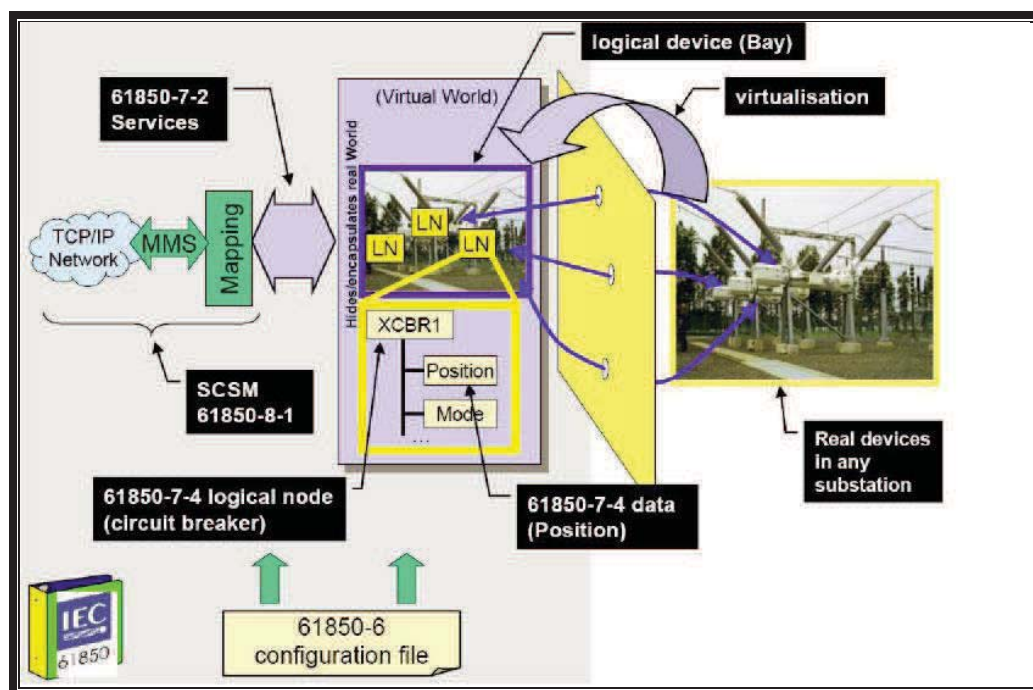 logical device (Bay)
61850-7-2
Services
(Virtual World)
virtualisation
Hides/encapsulates real World
TCP/IP
Network
MMS
Mapping
LN
LN
LN
XCBR1
Position
Mode
...
SCSM
61850-8-1
Real devices
in any
substation
61850-7-4 logical node
(circuit breaker)
61850-7-4 data
(Position)
IEC
61850
61850-6
configuration file